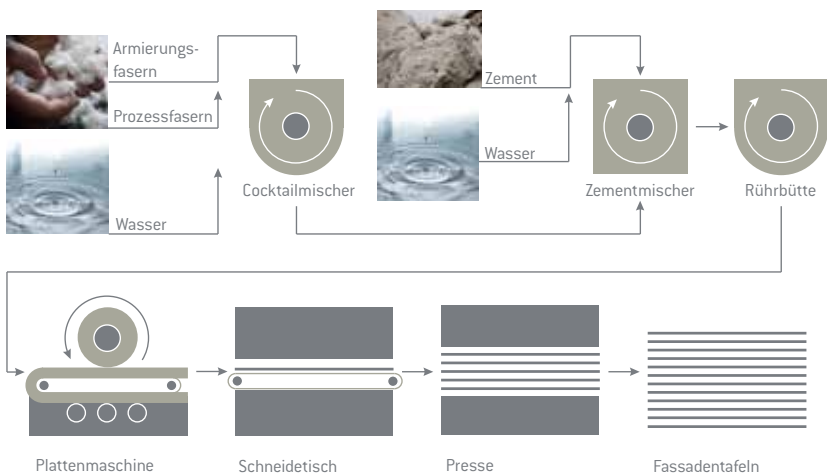 Armierungs-
fasern
Prozessfasern
Wasser
Cocktailmischer
Zement
Wasser
Zementmischer
Rührbütte
Plattenmaschine
Schneidetisch
Presse
Fassadentafeln